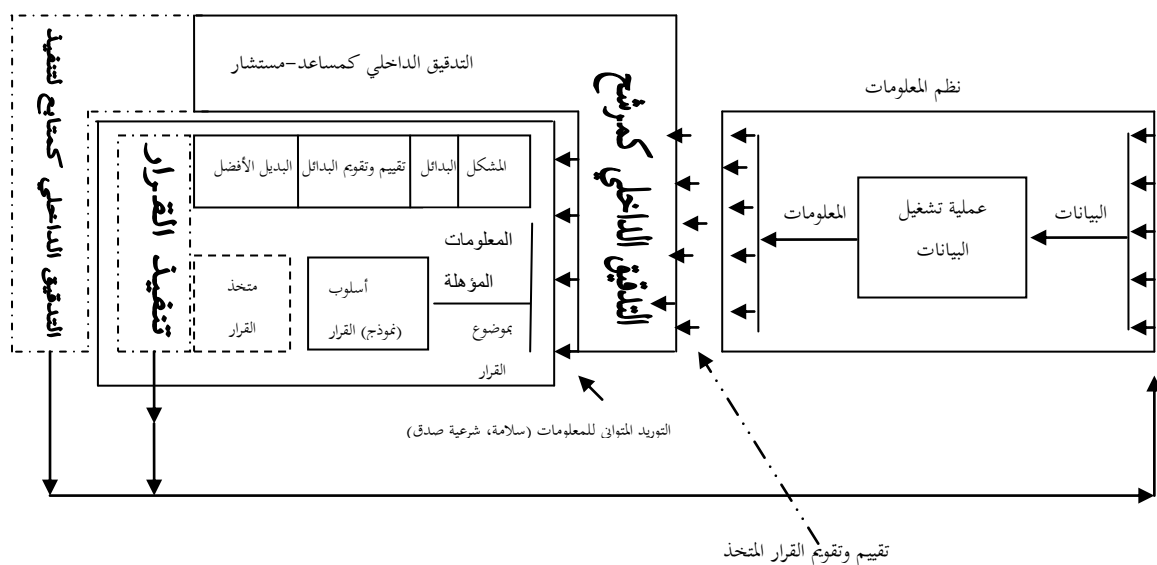 نظم المعلومات
البيانات
عملية تشغيل
البيانات
المعلومات
التدقيق الداخلي كمرشح
التدقيق الداخلي كمساعد-مستشار
المشكل
البدائل
تقييم وتقويم البدائل
البديل الأفضل
المعلومات
المؤهلة
بموضوع
القرار
أسلوب
(نموذج) القرار
متخذ
القرار
تنفيذ القرار
التدقيق الداخلي كمتابع لتنفيذ
التوريد المتواني للمعلومات (سلامة، شرعية صدق)
تقييم وتقويم القرار المتخذ